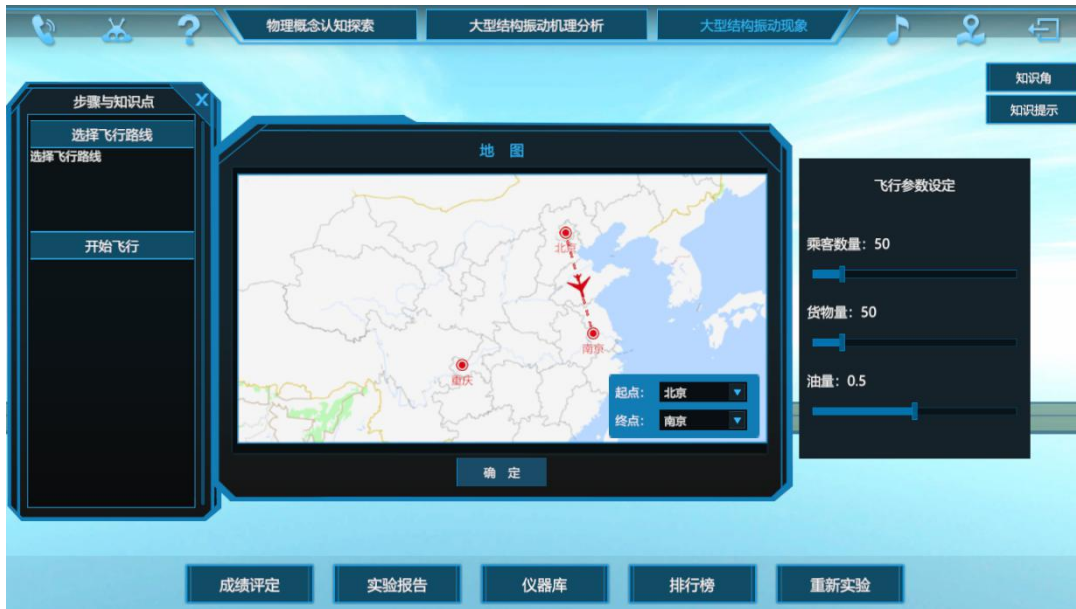 物理概念认知探索
大型结构振动机理分析
大型结构振动现象
知识角
知识提示
步骤与知识点
X
选择飞行路线
选择飞行路线
开始飞行
地 图
北京
南京
重庆
起点： 北京
终点： 南京
确 定
飞行参数设定
乘客数量：50
货物量：50
油量：0.5
成绩评定
实验报告
仪器库
排行榜
重新实验